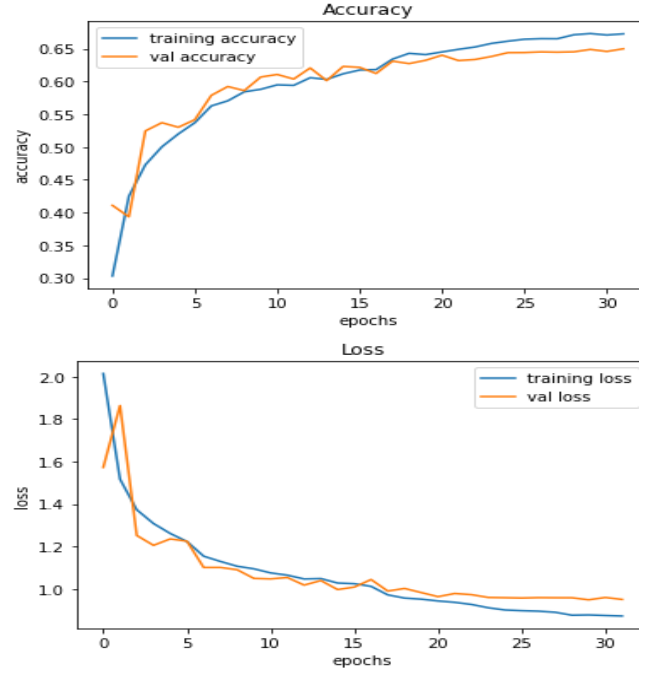 Accuracy
training accuracy
val accuracy
0.65
0.60
0.55
0.50
0.45
0.40
0.35
0.30
accuracy
0 5 10 15 20 25 30
epochs
Loss
training loss
val loss
2.0
1.8
1.6
1.4
1.2
1.0
loss
0 5 10 15 20 25 30
epochs